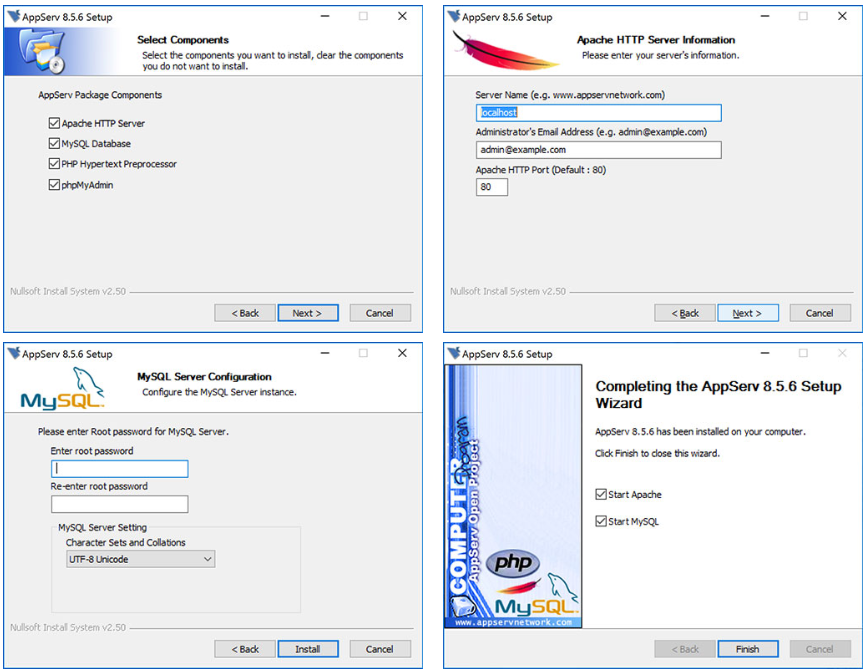 AppServ 8.5.6 Setup
Select Components
Select the components you want to install, clear the components
you do not want to install.
AppServ Package Components
Apache HTTP Server
MySQL Database
PHP Hypertext Preprocessor
phpMyAdmin
Nullsoft Install System v2.50
< Back
Next >
Cancel
AppServ 8.5.6 Setup
Apache HTTP Server Information
Please enter your server's information.
Server Name (e.g. www.appservnetwork.com)
localhost
Administrator's Email Address (e.g. admin@example.com)
admin@example.com
Apache HTTP Port (Default : 80)
80
Nullsoft Install System v2.50
< Back
Next >
Cancel
AppServ 8.5.6 Setup
MySQL
MySQL Server Configuration
Configure the MySQL Server instance.
Please enter Root password for MySQL Server.
Enter root password
Re-enter root password
MySQL Server Setting
Character Sets and Collations
UTF-8 Unicode
Nullsoft Install System v2.50
< Back
Install
Cancel
AppServ 8.5.6 Setup
COMPUTER
Program
AppServ Open Project
php
MySQL
www.appservnetwork.com
Completing the AppServ 8.5.6 Setup
Wizard
AppServ 8.5.6 has been installed on your computer.
Click Finish to close this wizard.
Start Apache
Start MySQL
< Back
Finish
Cancel